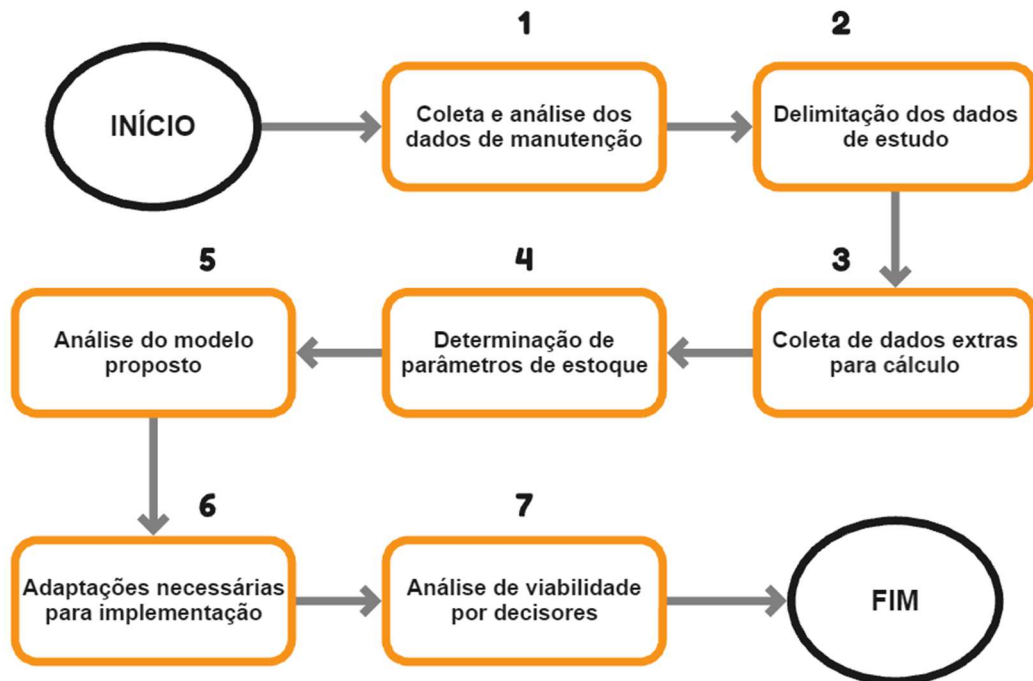 INÍCIO
1
Coleta e análise dos
dados de manutenção
2
Delimitação dos dados
de estudo
3
Coleta de dados extras
para cálculo
4
Determinação de
parâmetros de estoque
5
Análise do modelo
proposto
6
Adaptações necessárias
para implementação
7
Análise de viabilidade
por decisores
FIM